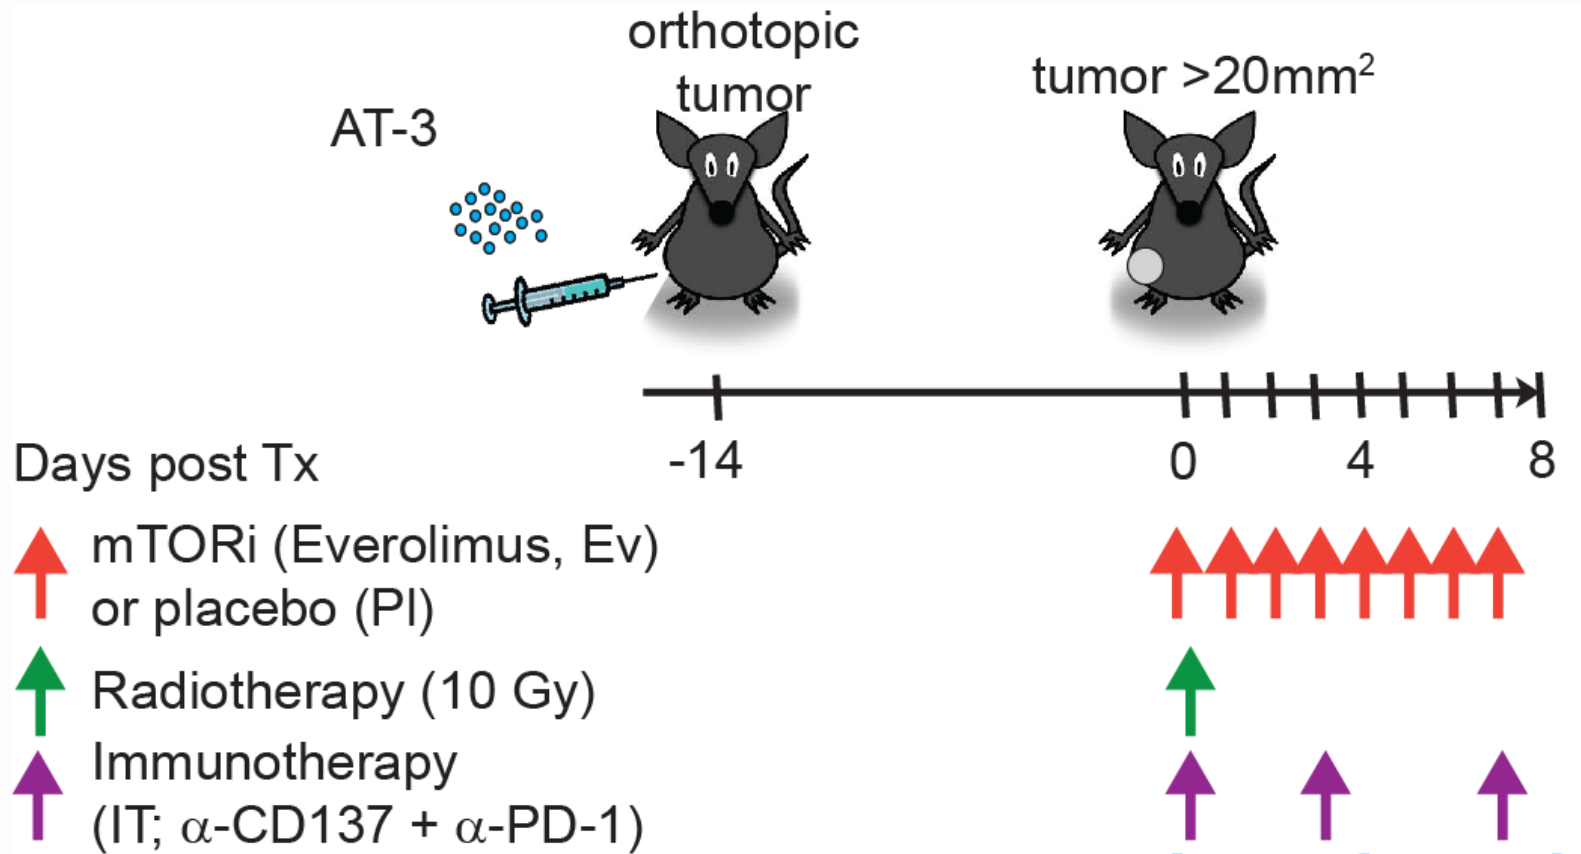 orthotopic
tumor
tumor >20mm²
AT-3
Days post Tx
-14
0
4
8
mTORi (Everolimus, Ev)
or placebo (Pl)
Radiotherapy (10 Gy)
Immunotherapy
(IT; α-CD137 + α-PD-1)